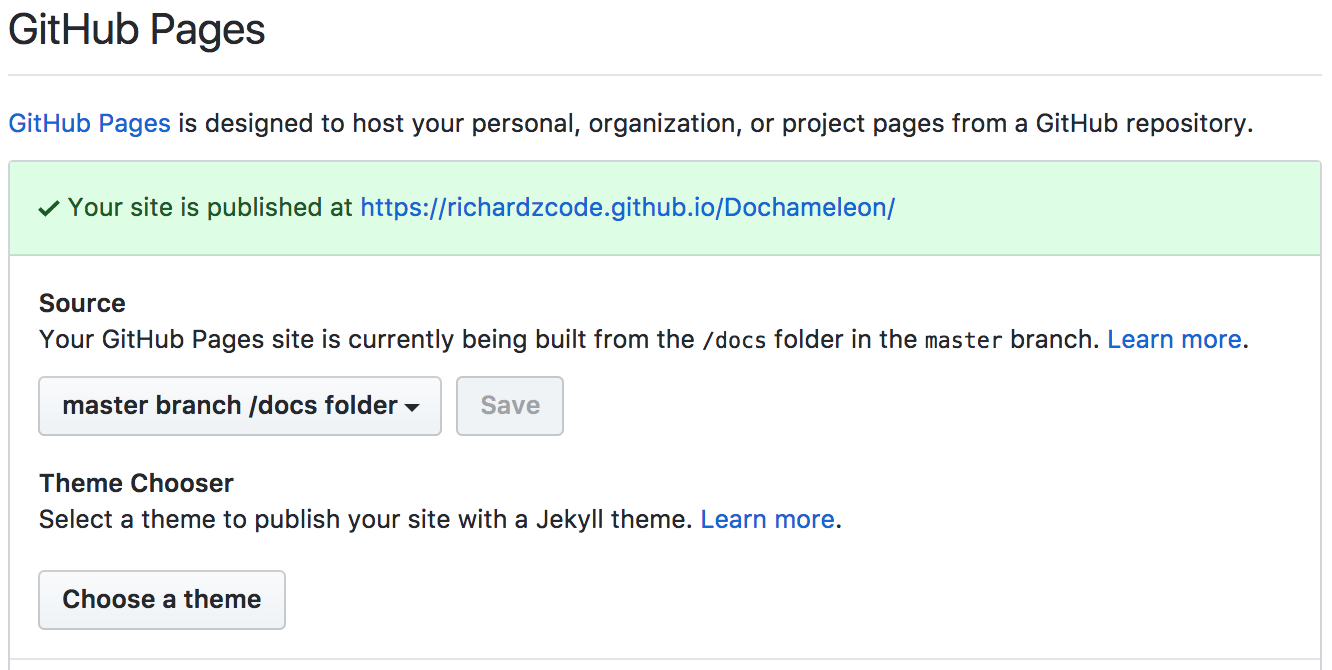 GitHub Pages
GitHub Pages is designed to host your personal, organization, or project pages from a GitHub repository.
Your site is published at https://richardzcode.github.io/Dochameleon/
Source
Your GitHub Pages site is currently being built from the /docs folder in the master branch. Learn more.
master branch /docs folder
Save
Theme Chooser
Select a theme to publish your site with a Jekyll theme. Learn more.
Choose a theme